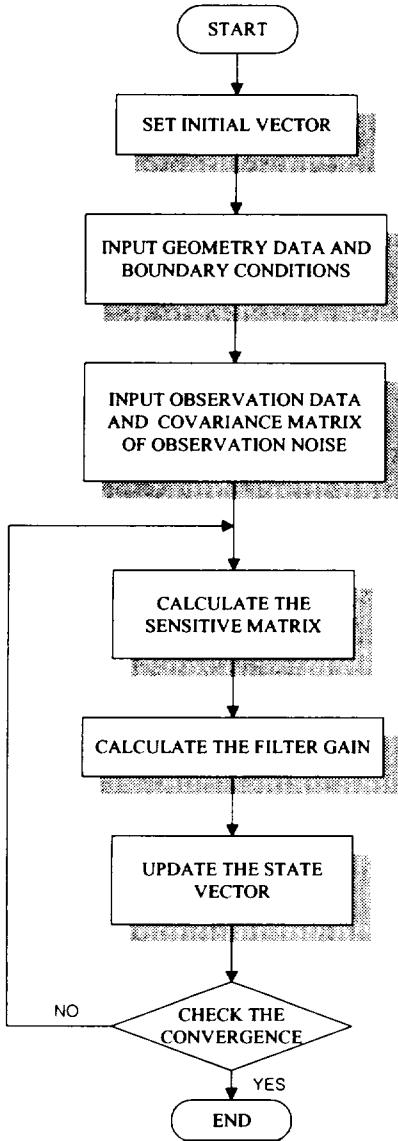 START
SET INITIAL VECTOR
INPUT GEOMETRY DATA AND
BOUNDARY CONDITIONS
INPUT OBSERVATION DATA
AND COVARIANCE MATRIX
OF OBSERVATION NOISE
CALCULATE THE
SENSITIVE MATRIX
CALCULATE THE FILTER GAIN
UPDATE THE STATE
VECTOR
CHECK THE
CONVERGENCE
NO
YES
END